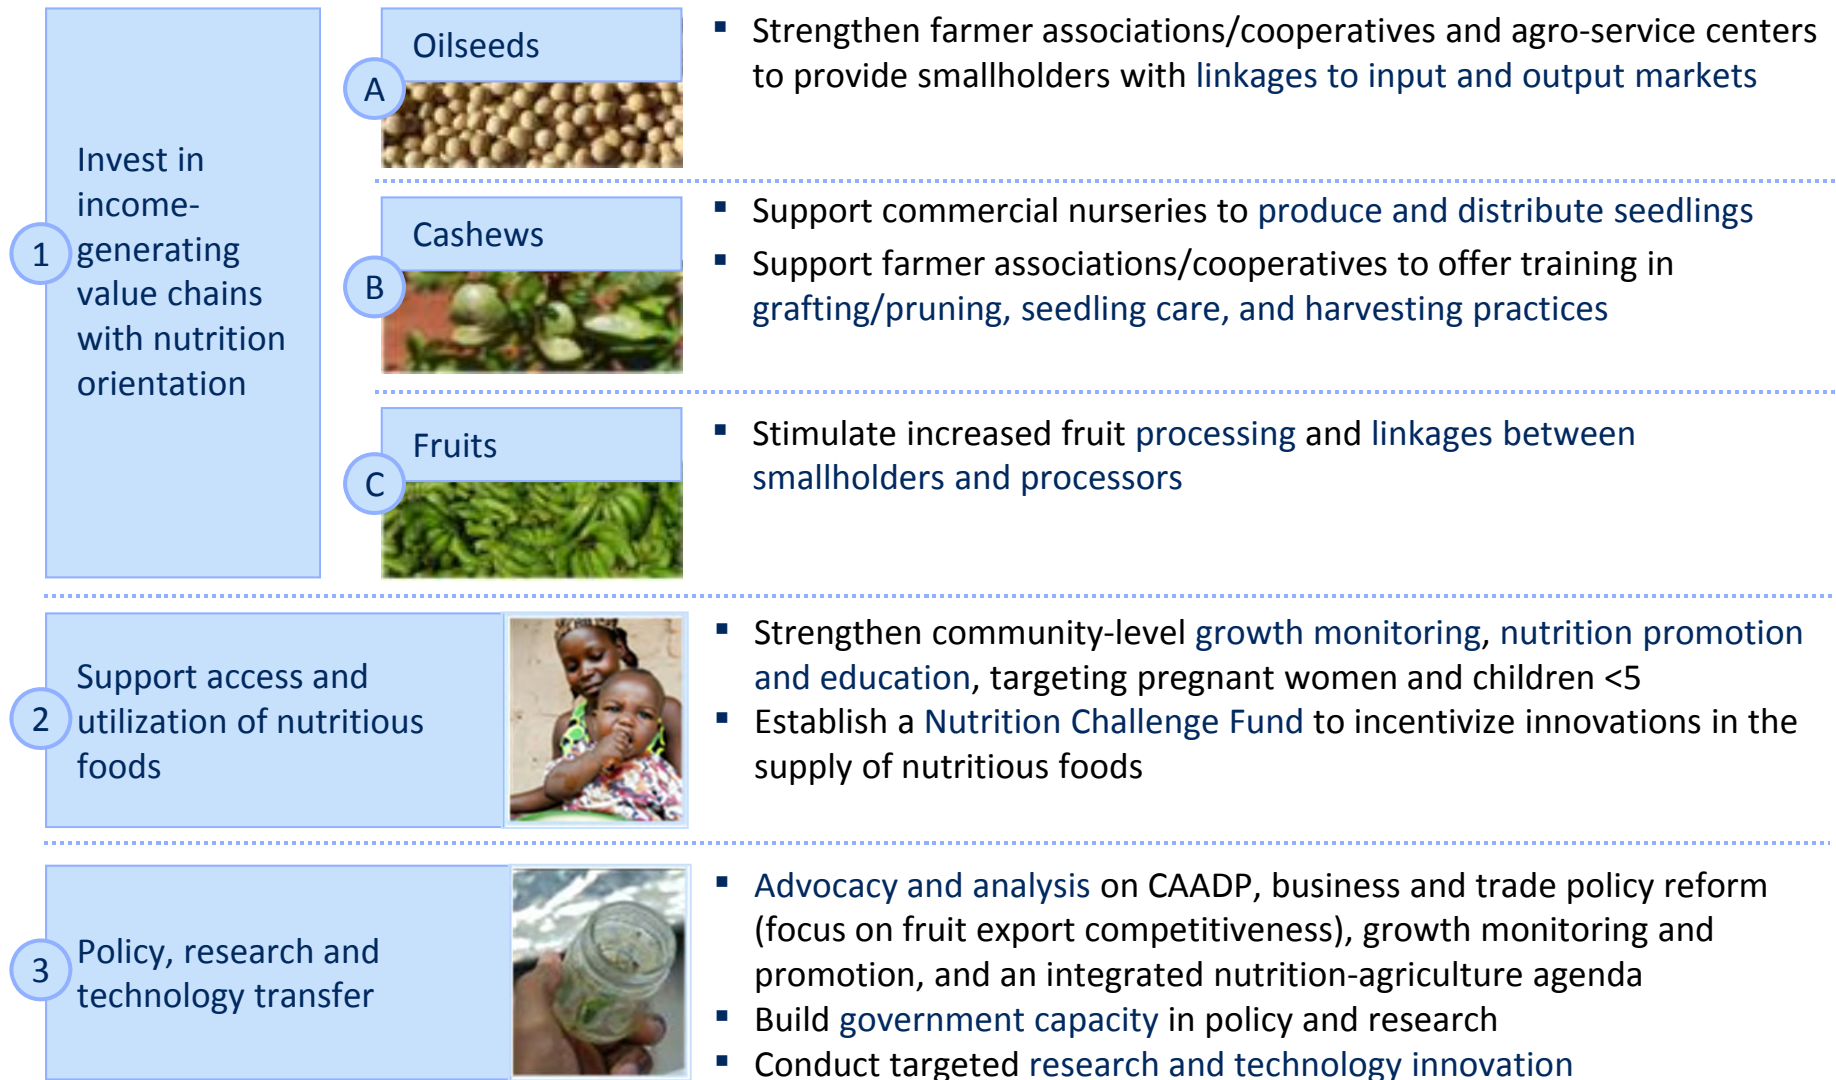 1
Invest in
income-
generating
value chains
with nutrition
orientation
A
Oilseeds
▪ Strengthen farmer associations/cooperatives and agro-service centers
to provide smallholders with linkages to input and output markets
B
Cashews
▪ Support commercial nurseries to produce and distribute seedlings
▪ Support farmer associations/cooperatives to offer training in
grafting/pruning, seedling care, and harvesting practices
C
Fruits
▪ Stimulate increased fruit processing and linkages between
smallholders and processors
2
Support access and
utilization of nutritious
foods
▪ Strengthen community-level growth monitoring, nutrition promotion
and education, targeting pregnant women and children <5
▪ Establish a Nutrition Challenge Fund to incentivize innovations in the
supply of nutritious foods
3
Policy, research and
technology transfer
▪ Advocacy and analysis on CAADP, business and trade policy reform
(focus on fruit export competitiveness), growth monitoring and
promotion, and an integrated nutrition-agriculture agenda
▪ Build government capacity in policy and research
▪ Conduct targeted research and technology innovation